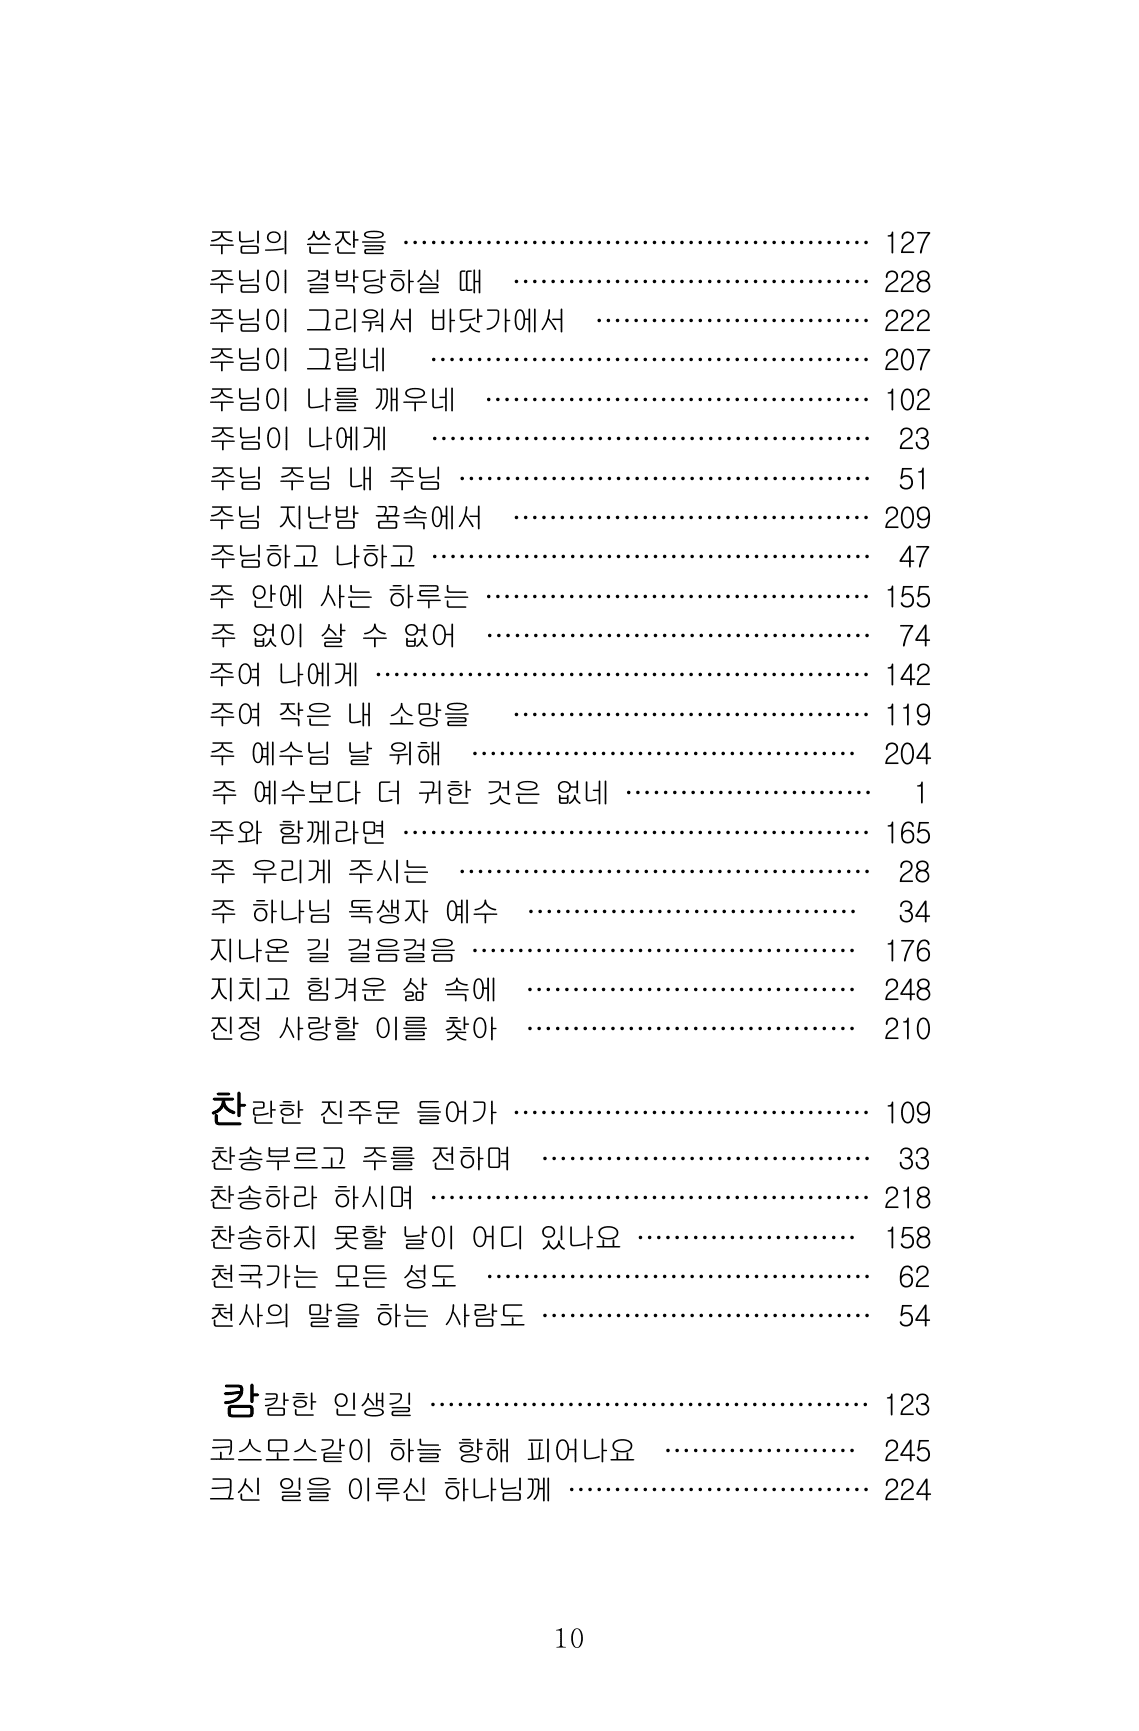 주님의 쓴잔을 ………………………………………………… 127
주님이 결박당하실 때 …………………………………… 228
주님이 그리워서 바닷가에서 …………………………… 222
주님이 그립네 ……………………………………………… 207
주님이 나를 깨우네 ……………………………………… 102
주님이 나에게 ……………………………………………… 23
주님 주님 내 주님 ………………………………………… 51
주님 지난밤 꿈속에서 …………………………………… 209
주님하고 나하고 …………………………………………… 47
주 안에 사는 하루는 ……………………………………… 155
주 없이 살 수 없어 ……………………………………… 74
주여 나에게 ………………………………………………… 142
주여 작은 내 소망을 …………………………………… 119
주 예수님 날 위해 ……………………………………… 204
주 예수보다 더 귀한 것은 없네 ………………………… 1
주와 함께라면 ……………………………………………… 165
주 우리게 주시는 ………………………………………… 28
주 하나님 독생자 예수 ………………………………… 34
지나온 길 걸음걸음 ……………………………………… 176
지치고 힘겨운 삶 속에 ………………………………… 248
진정 사랑할 이를 찾아 ………………………………… 210
찬란한 진주문 들어가 …………………………………… 109
찬송부르고 주를 전하며 ………………………………… 33
찬송하라 하시며 …………………………………………… 218
찬송하지 못할 날이 어디 있나요 ……………………… 158
천국가는 모든 성도 ……………………………………… 62
천사의 말을 하는 사람도 ………………………………… 54
캄캄한 인생길 ……………………………………………… 123
코스모스같이 하늘 향해 피어나요 …………………… 245
크신 일을 이루신 하나님께 ……………………………… 224
10